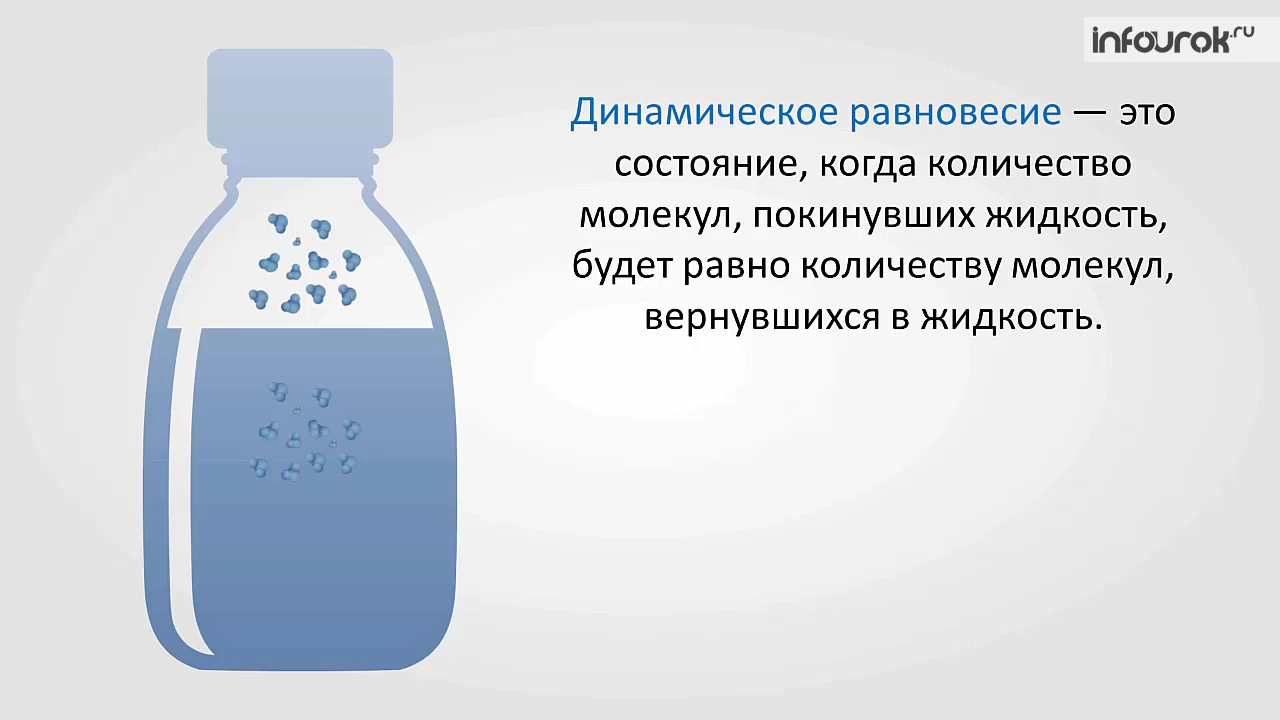 infourok.ru
Динамическое равновесие — это
состояние, когда количество
молекул, покинувших жидкость,
будет равно количеству молекул,
вернувшихся в жидкость.